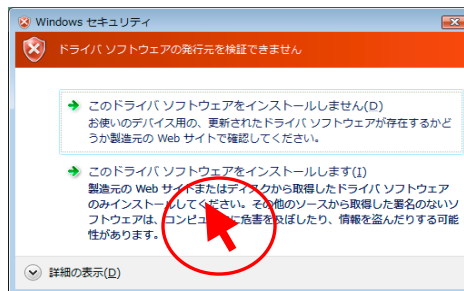 Windows セキュリティ
ドライバ ソフトウェアの発行元を検証できません
このドライバ ソフトウェアをインストールしません(D)
お使いのデバイス用の、更新されたドライバ ソフトウェアが存在するかど
うか製造元の Web サイトで確認してください。
このドライバ ソフトウェアをインストールします(I)
製造元の Web サイトまたはディスクから取得したドライバ ソフトウェア
のみインストールしてください。その他のソースから取得した署名のないソ
フトウェアは、コンピュータに危害を及ぼしたり、情報を盗んだりする可能
性があります。
詳細の表示(D)